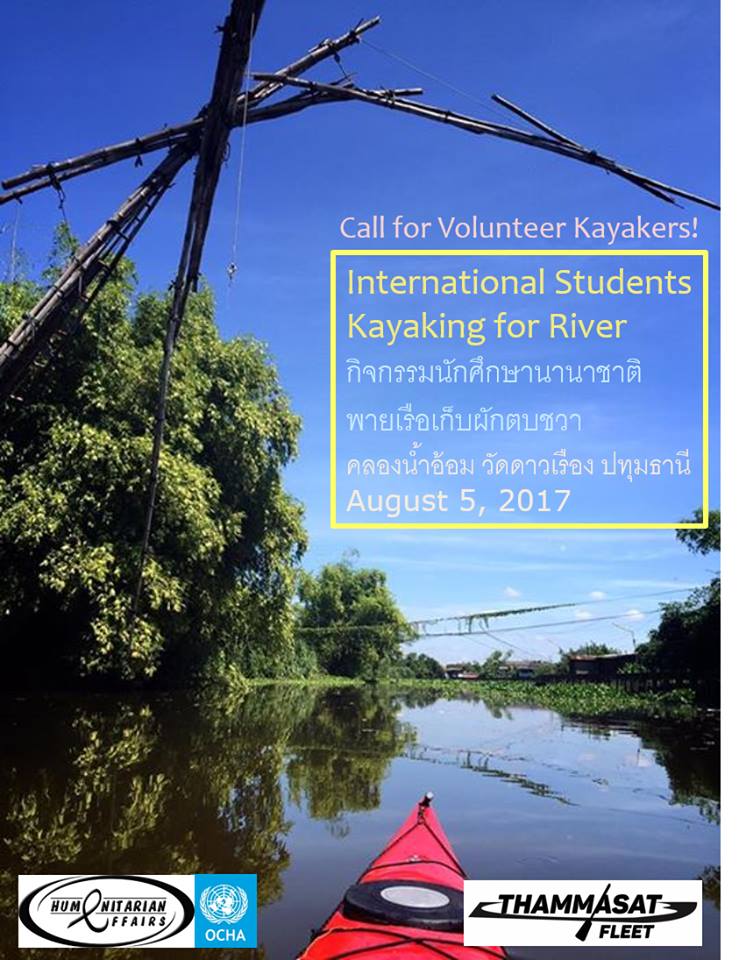 Call for Volunteer Kayakers!
International Students
Kayaking for River
กิจกรรมนักศึกษานานาชาติ
พายเรือเก็บผักตบชวา
คลองน้ำอ้อม วัดดาวเรือง ปทุมธานี
August 5, 2017
HUMANITARIAN
AFFAIRS
OCHA
THAMMASAT
FLEET